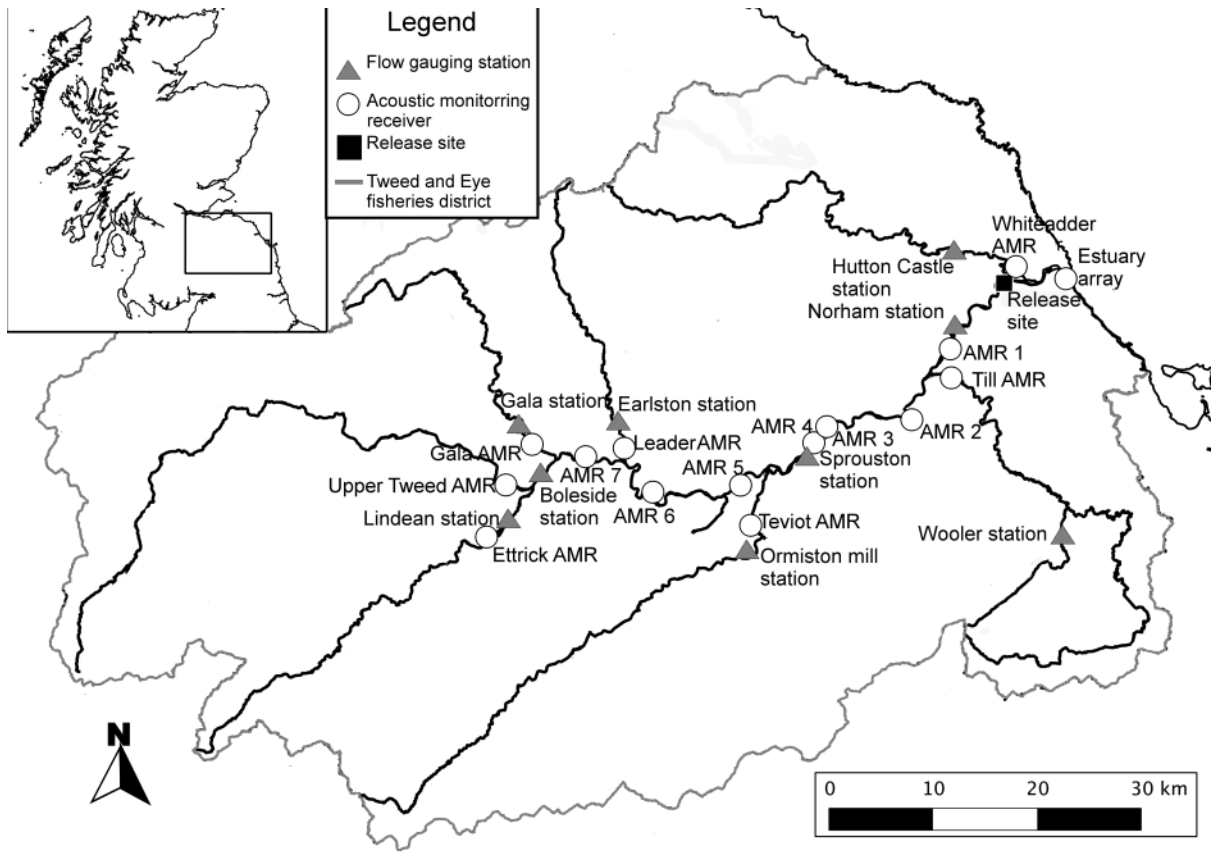 Legend
Flow gauging station
Acoustic monitorring
receiver
Release site
Tweed and Eye
fisheries district
Whiteadder
AMR
Estuary
array
Hutton Castle
station
Release
site
Norham station
AMR 1
Till AMR
Gala station
Earlston station
AMR 4
AMR 3
AMR 2
Gala AMR
Leader AMR
AMR 7
AMR 5
Sprouston
station
Upper Tweed AMR
Boleside
station
AMR 6
Lindean station
Teviot AMR
Wooler station
Ettrick AMR
Ormiston mill
station
N
0 10 20 30 km